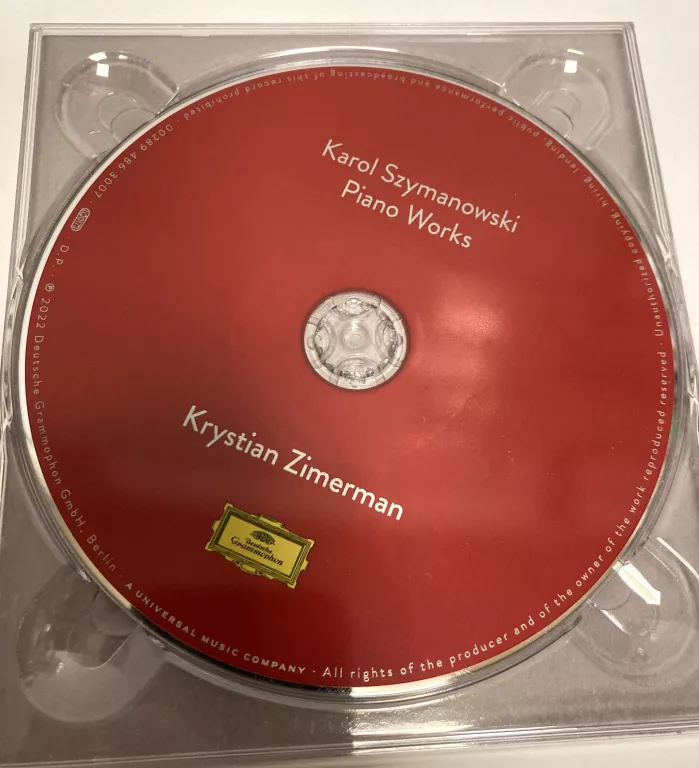 Karol Szymanowski
Piano Works
Krystian Zimerman
Deutsche
Grammophon
D.P. · ℗ 2022 Deutsche Grammophon GmbH, Berlin · A UNIVERSAL MUSIC COMPANY · All rights of the producer and of the owner of the work reproduced reserved · Unauthorized copying, hiring, lending, public performance and broadcasting of this record prohibited · 00289 486 3007 ·